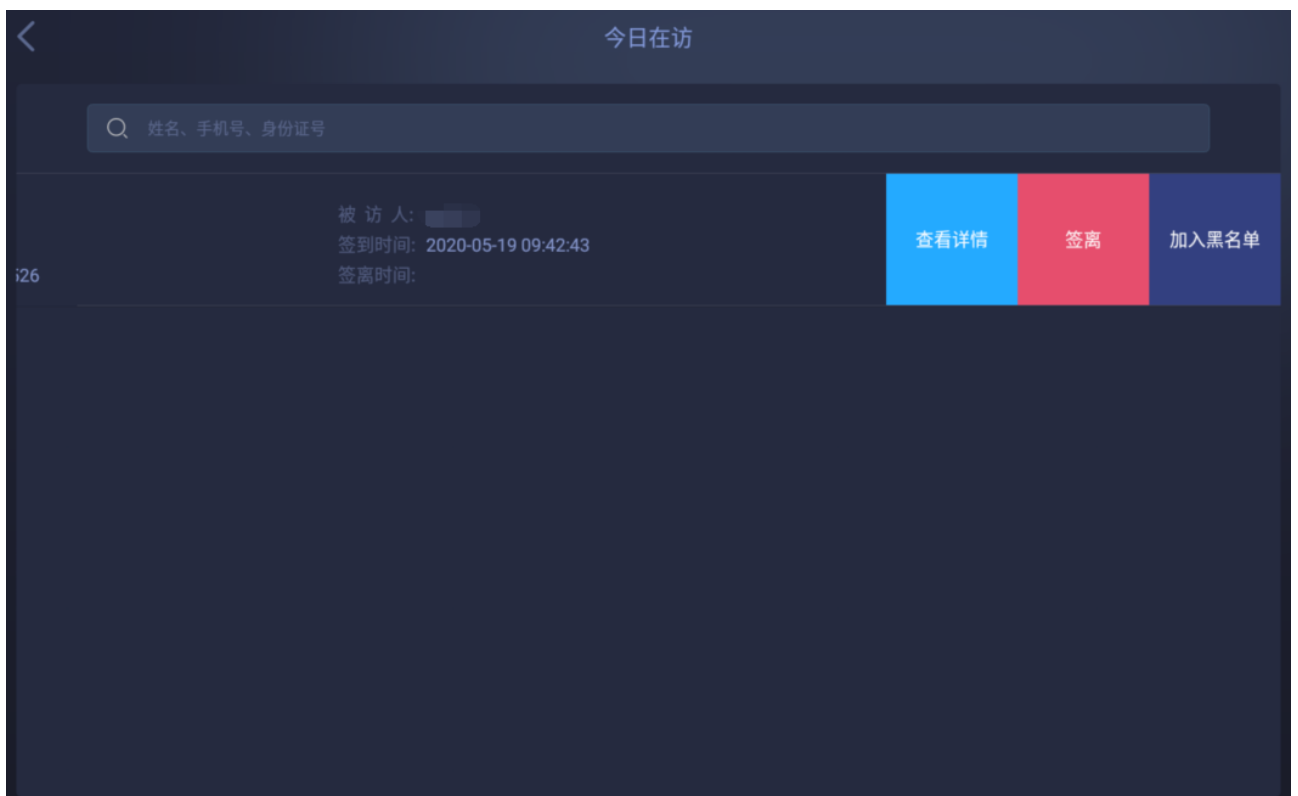 今日在访
姓名、手机号、身份证号
被 访 人:
签到时间: 2020-05-19 09:42:43
签离时间:
526
查看详情
签离
加入黑名单